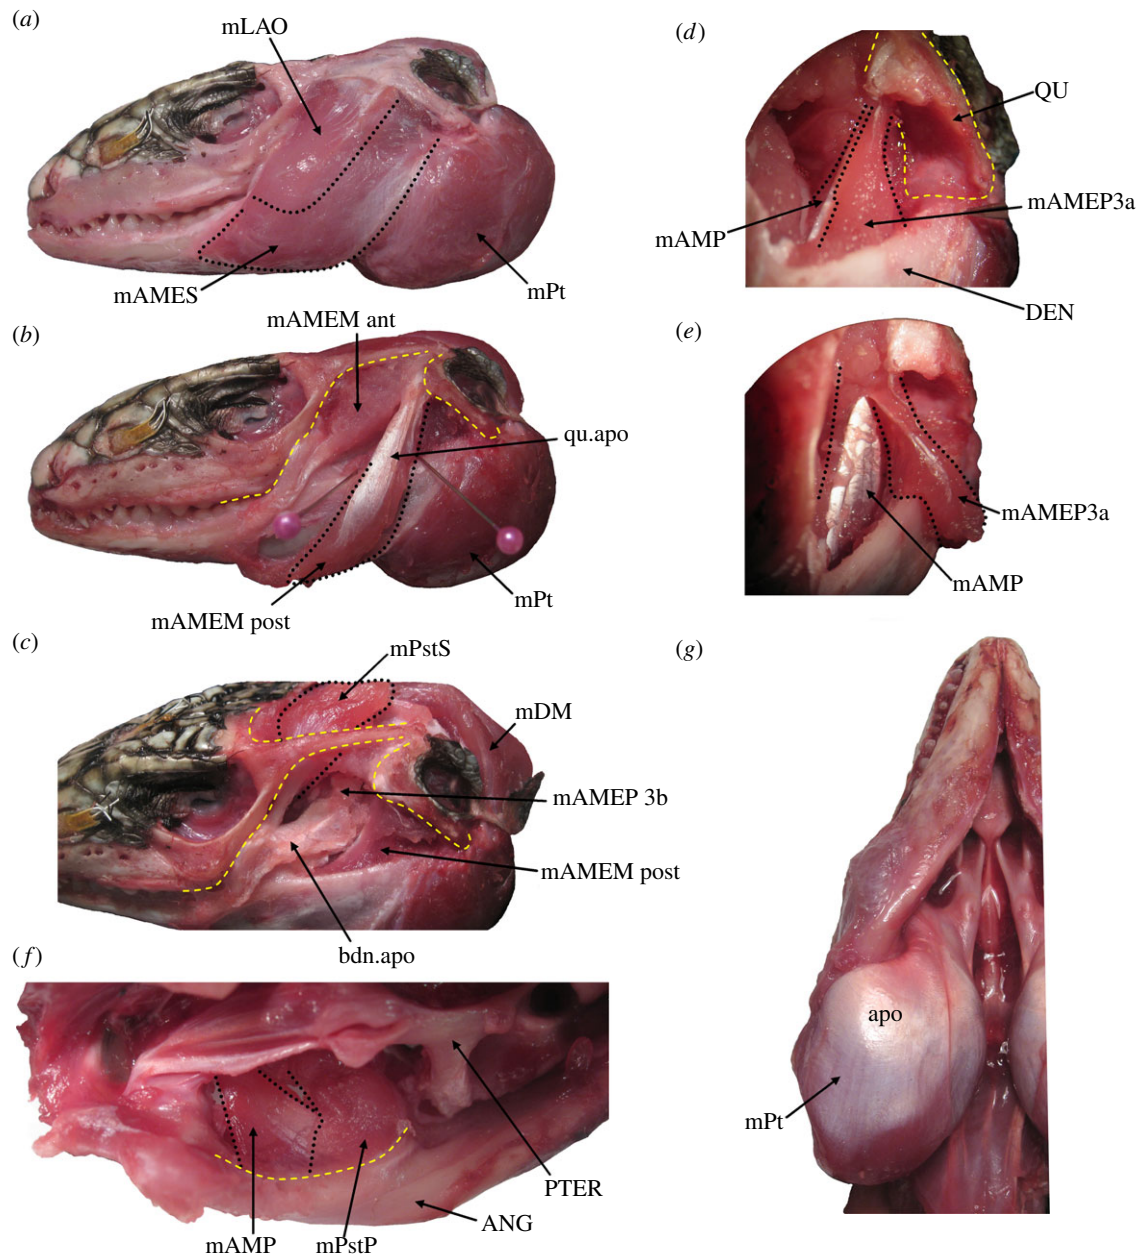 (a)
mLAO
mAMES
mPt
(b)
mAMEM ant
qu.apo
mAMEM post
mPt
(c)
mPstS
mDM
mAMEP 3b
mAMEM post
bdn.apo
(f)
PTER
ANG
mAMP
mPstP
(d)
QU
mAMEP3a
mAMP
DEN
(e)
mAMEP3a
mAMP
(g)
apo
mPt